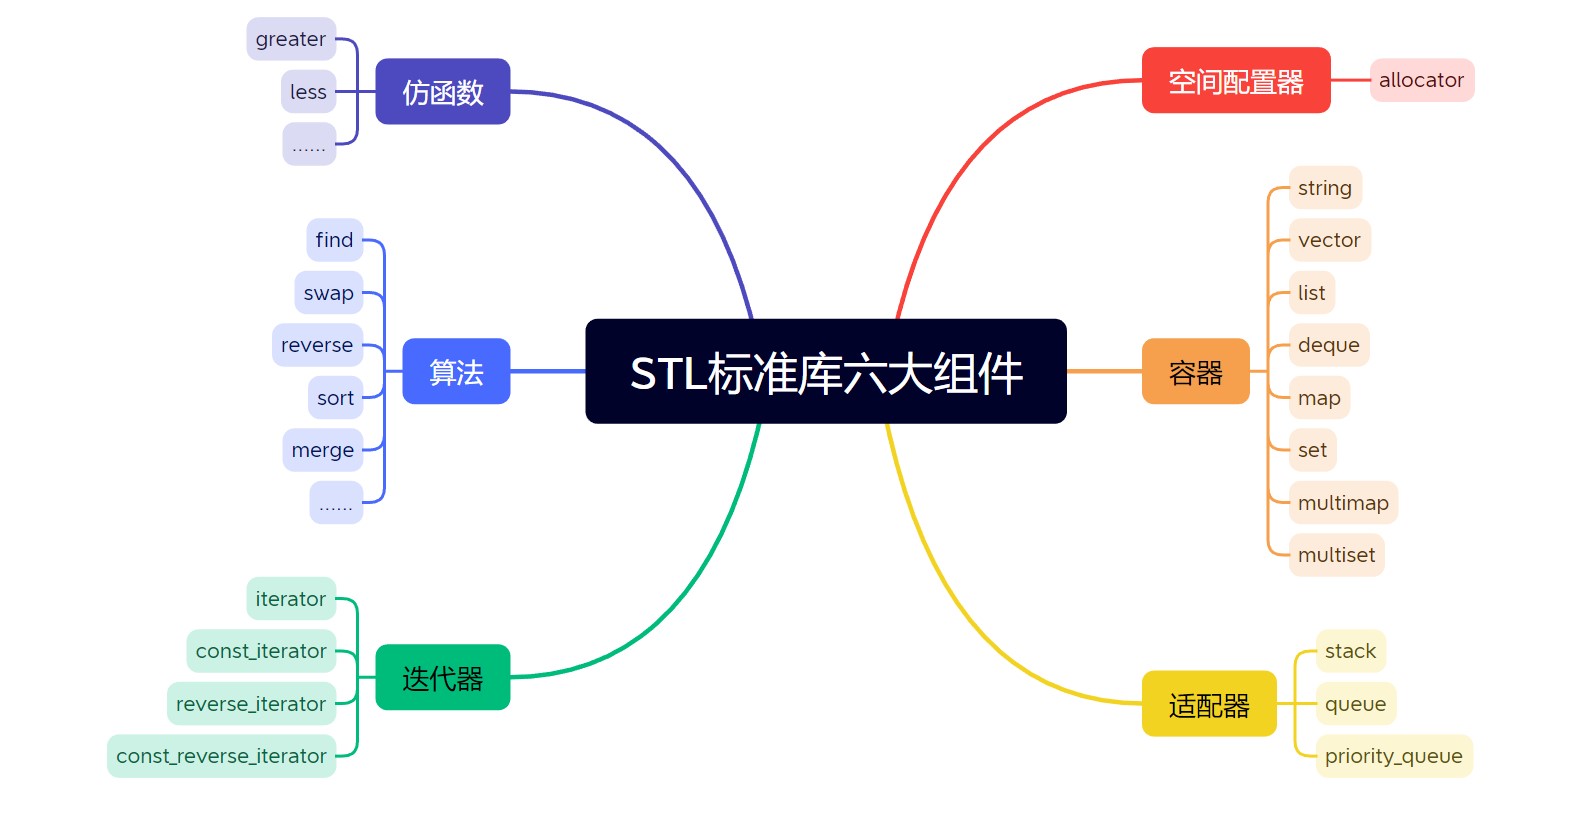 STL标准库六大组件
空间配置器
allocator
容器
string
vector
list
deque
map
set
multimap
multiset
适配器
stack
queue
priority_queue
仿函数
greater
less
......
算法
find
swap
reverse
sort
merge
......
迭代器
iterator
const_iterator
reverse_iterator
const_reverse_iterator